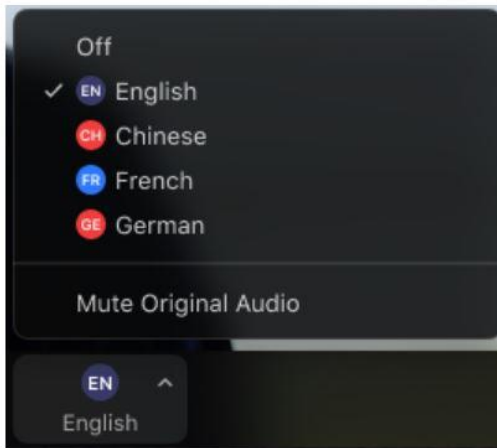 Off
EN English
CH Chinese
FR French
GE German
Mute Original Audio
EN
English